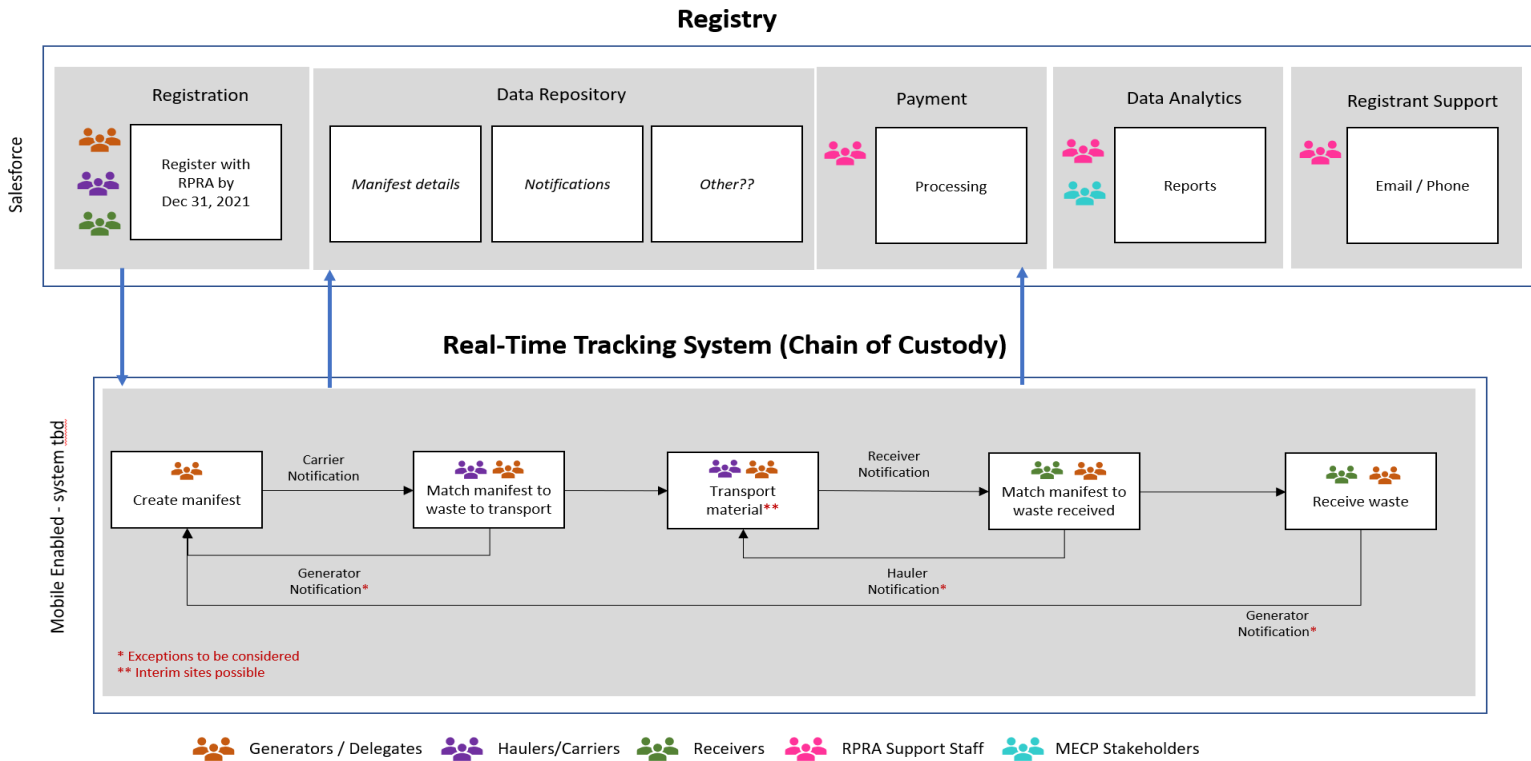 Registry
Salesforce
Registration
Register with
RPRA by
Dec 31, 2021
Data Repository
Manifest details
Notifications
Other??
Payment
Processing
Data Analytics
Reports
Registrant Support
Email / Phone
Real-Time Tracking System (Chain of Custody)
Mobile Enabled - system tbd
Create manifest
Carrier
Notification
Match manifest to
waste to transport
Transport
material**
Receiver
Notification
Match manifest to
waste received
Receive waste
Generator
Notification*
Hauler
Notification*
Generator
Notification*
* Exceptions to be considered
** Interim sites possible
Generators / Delegates
Haulers/Carriers
Receivers
RPRA Support Staff
MECP Stakeholders